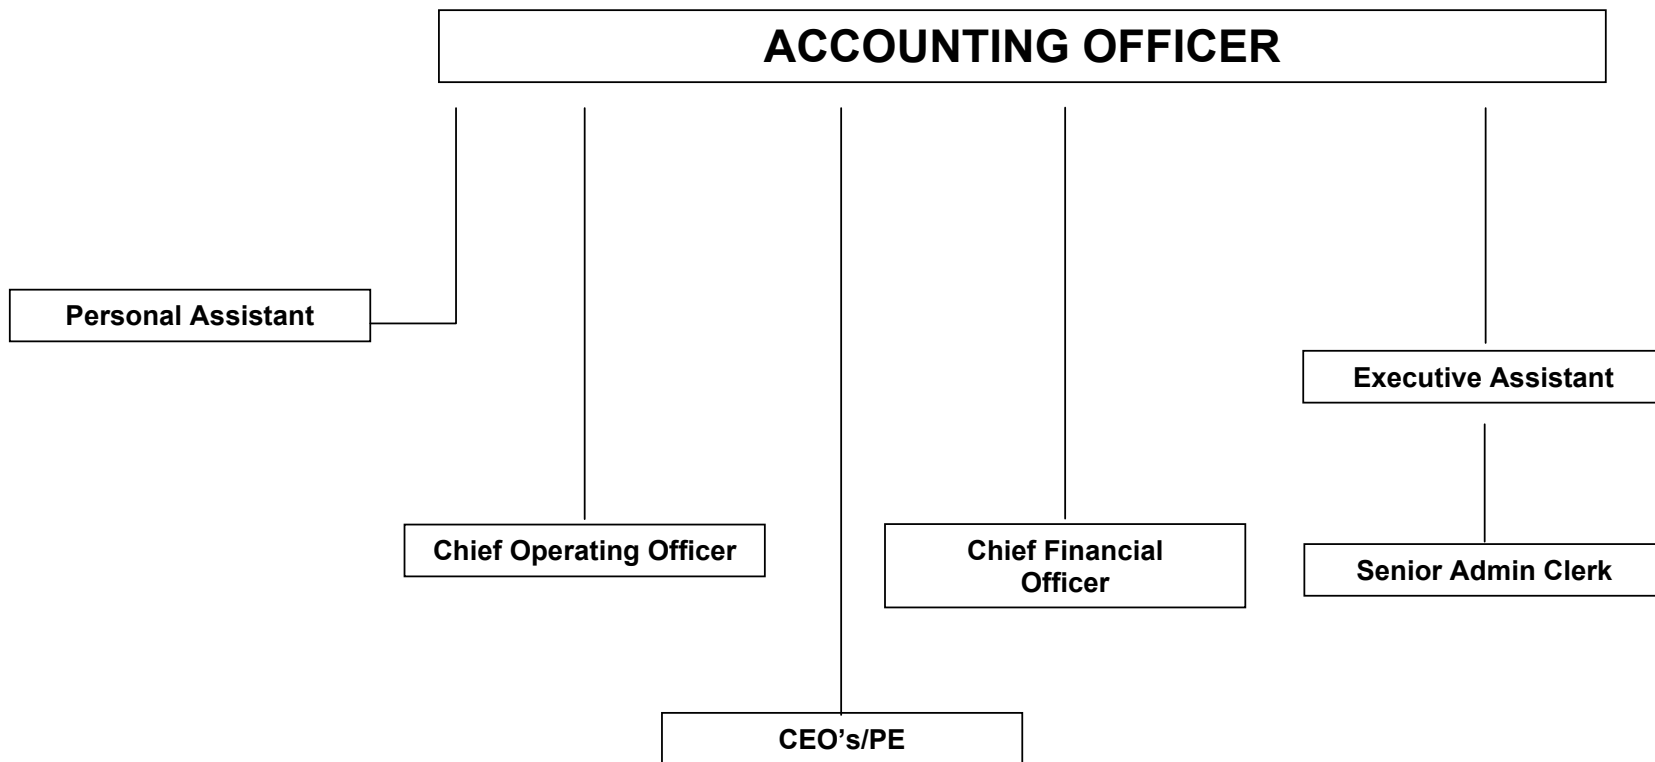 ACCOUNTING OFFICER
Personal Assistant
Executive Assistant
Chief Operating Officer
Chief Financial
Officer
Senior Admin Clerk
CEO’s/PE